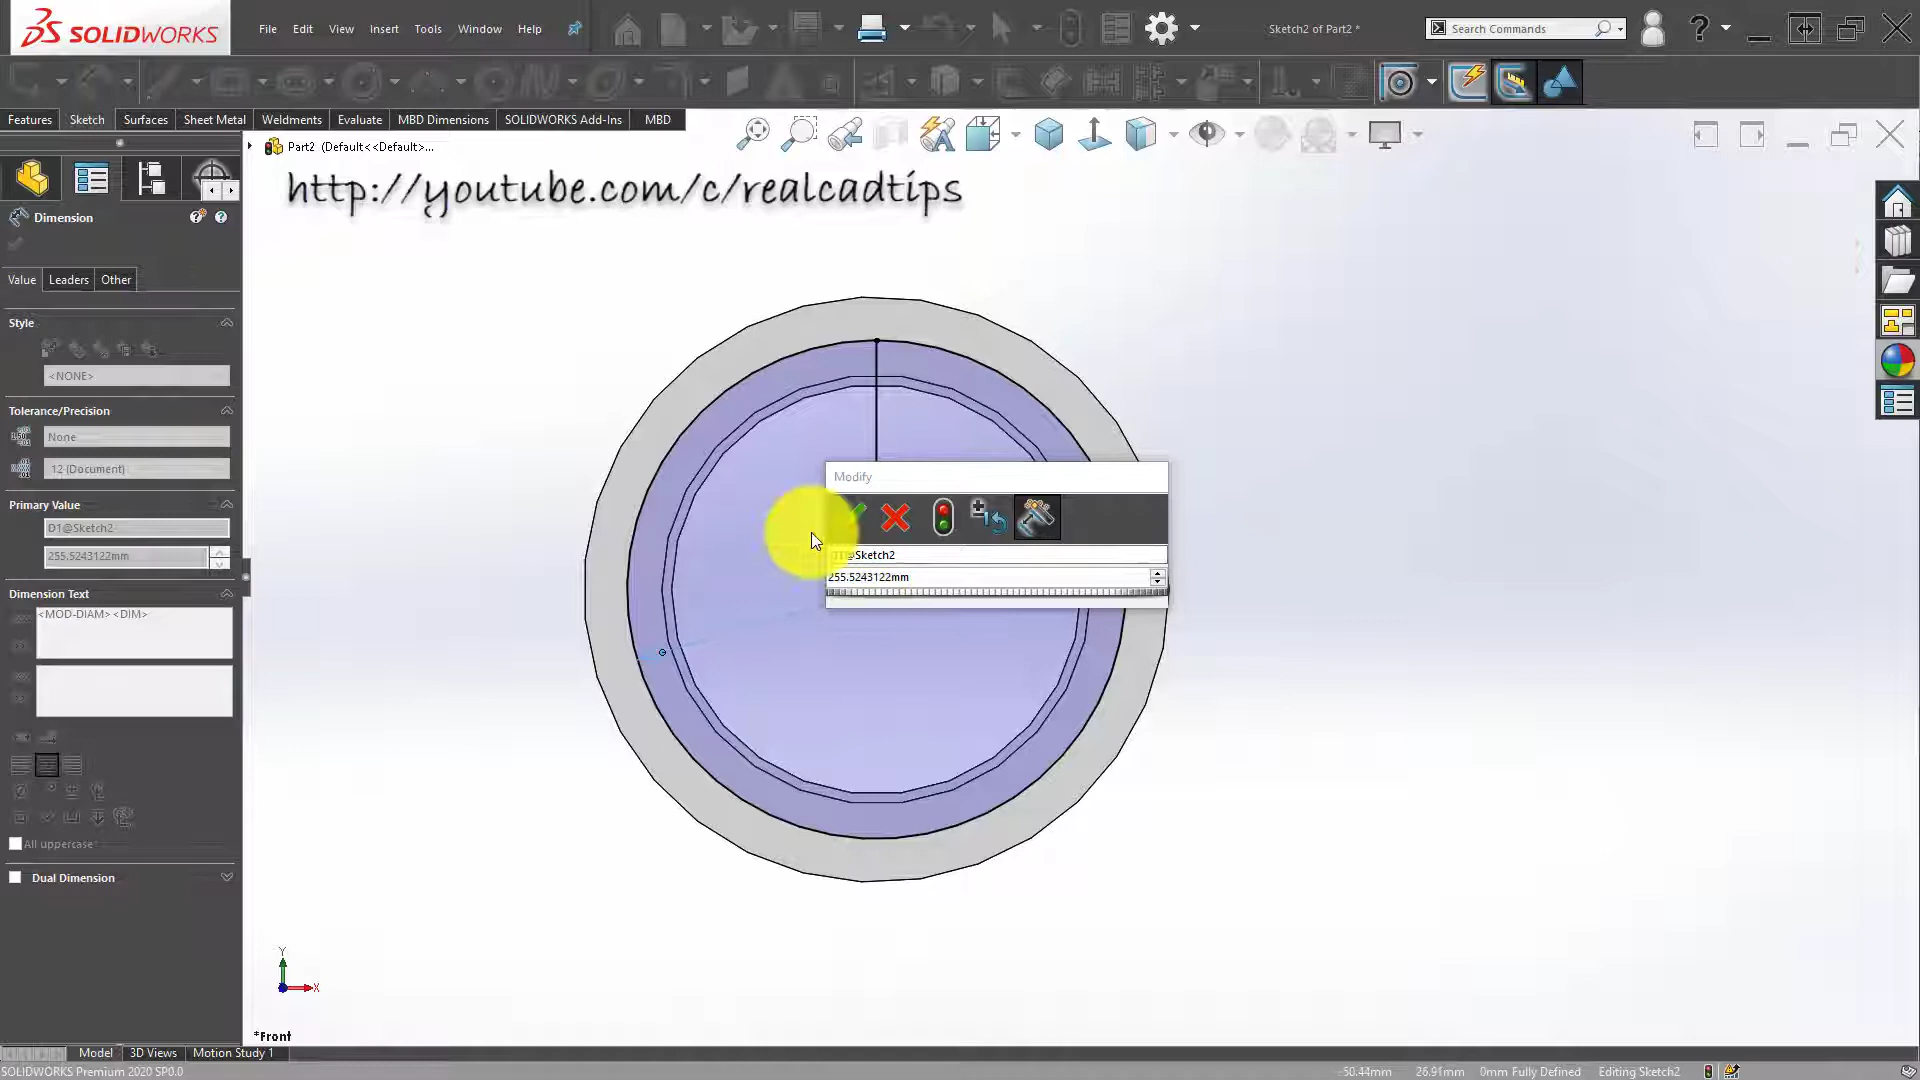 SOLIDWORKS
File Edit View Insert Tools Window Help
Sketch2 of Part2 *
Search Commands
Features Sketch Surfaces Sheet Metal Weldments Evaluate MBD Dimensions SOLIDWORKS Add-Ins MBD
Part2 (Default<<Default>...
http://youtube.com/c/realcadtips
Dimension
Value Leaders Other
Style
<NONE>
Tolerance/Precision
None
12 (Document)
Primary Value
D1@Sketch2
255.5243122mm
Dimension Text
<MOD-DIAM><DIM>
All uppercase
Dual Dimension
Modify
D1@Sketch2
255.5243122mm
Y
X
*Front
Model 3D Views Motion Study 1
SOLIDWORKS Premium 2020 SP0.0
-50.44mm 26.91mm 0mm Fully Defined Editing Sketch2